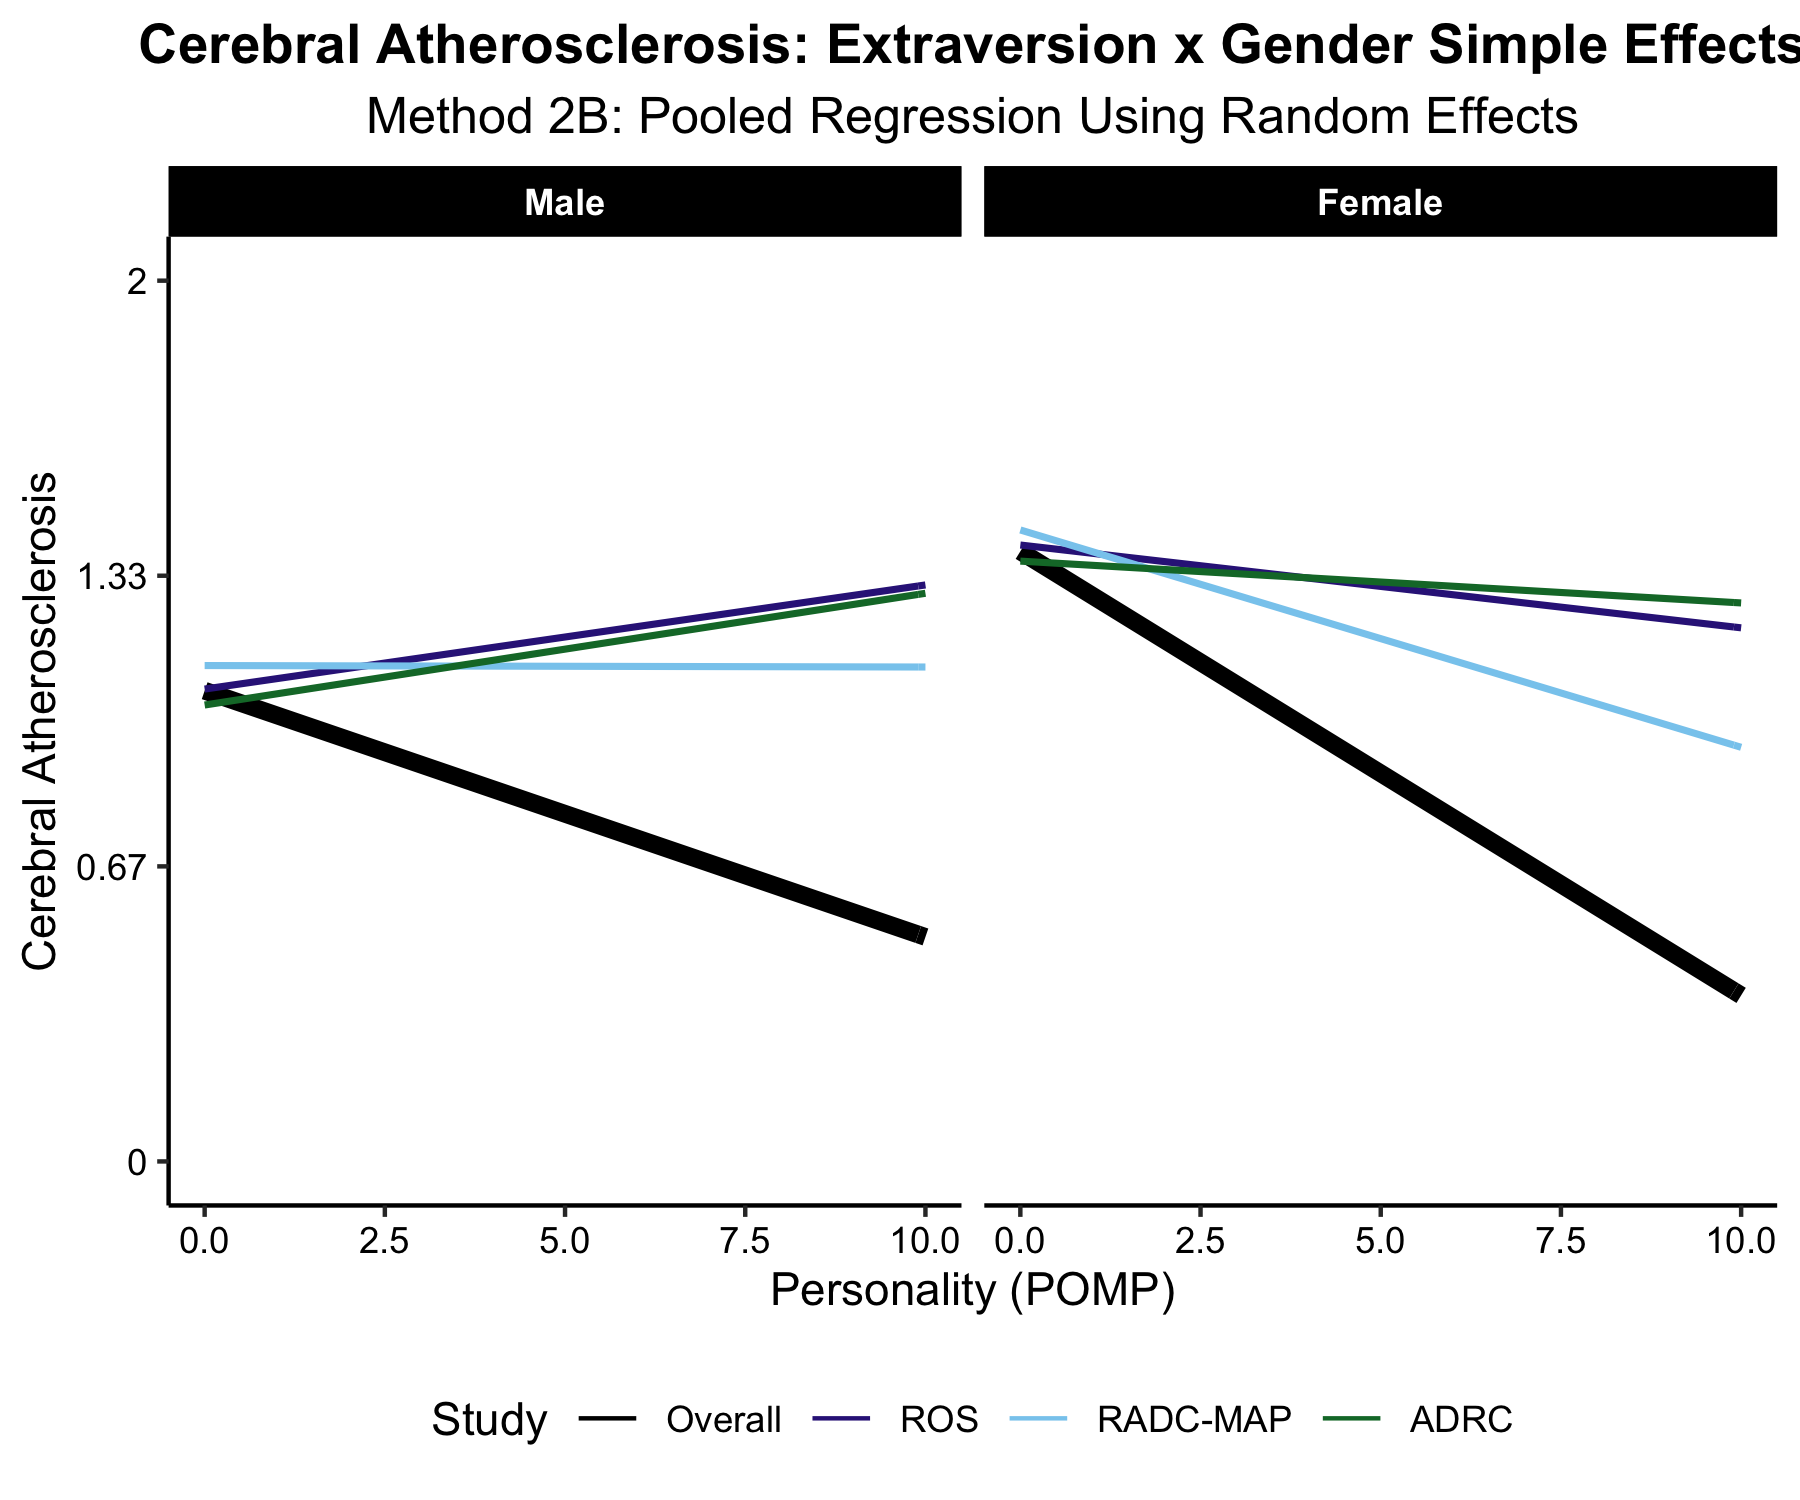 Cerebral Atherosclerosis: Extraversion x Gender Simple Effects
Method 2B: Pooled Regression Using Random Effects
Male
Female
Cerebral Atherosclerosis
2
1.33
0.67
0
0.0 2.5 5.0 7.5 10.0
0.0 2.5 5.0 7.5 10.0
Personality (POMP)
Study Overall ROS RADC-MAP ADRC